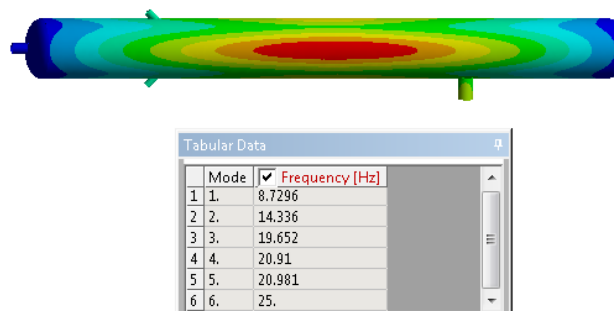 Tabular Data
Mode Frequency [Hz]
1 1. 8.7296
2 2. 14.336
3 3. 19.652
4 4. 20.91
5 5. 20.981
6 6. 25.